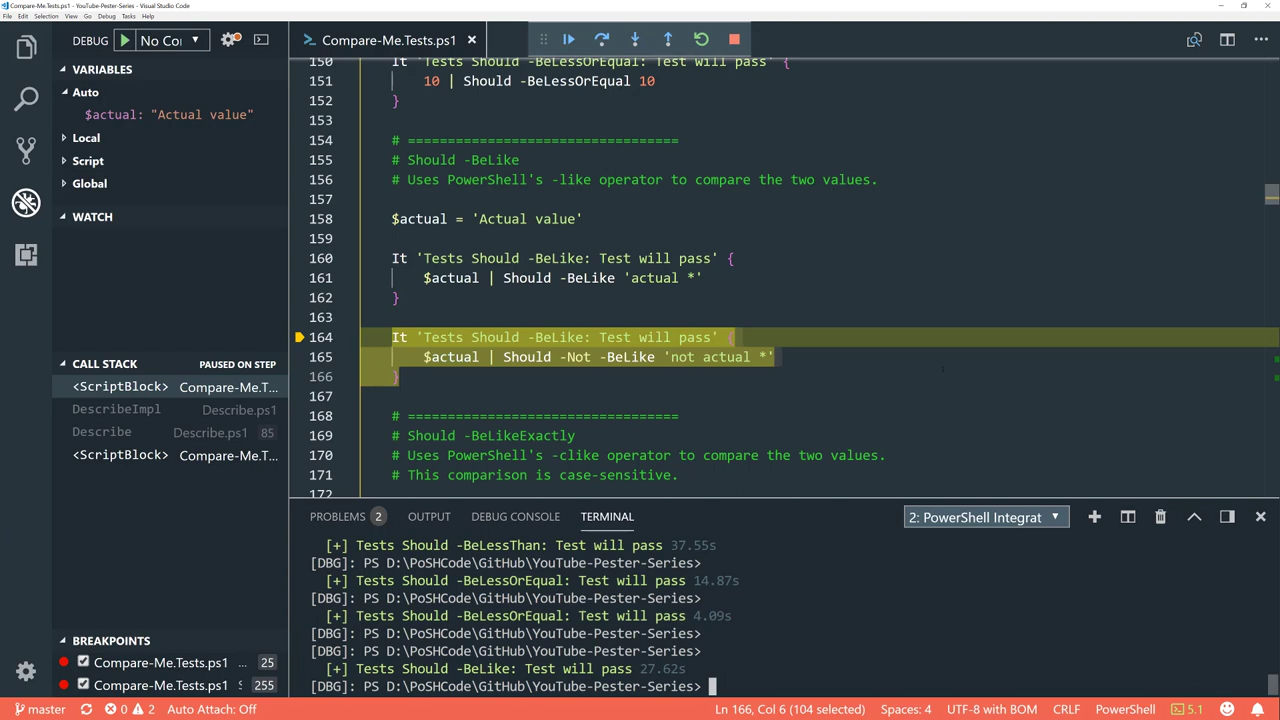 Compare-Me.Tests.ps1 - YouTube-Pester-Series - Visual Studio Code
File Edit Selection View Go Debug Tasks Help
DEBUG No Coı
Compare-Me.Tests.ps1
VARIABLES
Auto
$actual: "Actual value"
Local
Script
Global
WATCH
CALL STACK PAUSED ON STEP
<ScriptBlock> Compare-Me.T...
DescribeImpl Describe.ps1
Describe Describe.ps1 85
<ScriptBlock> Compare-Me.T...
BREAKPOINTS
Compare-Me.Tests.ps1 ... 25
Compare-Me.Tests.ps1 255
150 It 'Tests Should -BeLessOrEqual: Test will pass' {
151 10 | Should -BeLessOrEqual 10
152 }
153
154 # ==================================
155 # Should -BeLike
156 # Uses PowerShell's -like operator to compare the two values.
157
158 $actual = 'Actual value'
159
160 It 'Tests Should -BeLike: Test will pass' {
161 $actual | Should -BeLike 'actual *'
162 }
163
164 It 'Tests Should -BeLike: Test will pass' {
165 $actual | Should -Not -BeLike 'not actual *'
166 }
167
168 # ==================================
169 # Should -BeLikeExactly
170 # Uses PowerShell's -clike operator to compare the two values.
171 # This comparison is case-sensitive.
172
PROBLEMS 2 OUTPUT DEBUG CONSOLE TERMINAL 2: PowerShell Integrat
[+] Tests Should -BeLessThan: Test will pass 37.55s
[DBG]: PS D:\PoSHCode\GitHub\YouTube-Pester-Series>
[+] Tests Should -BeLessOrEqual: Test will pass 14.87s
[DBG]: PS D:\PoSHCode\GitHub\YouTube-Pester-Series>
[+] Tests Should -BeLessOrEqual: Test will pass 4.09s
[DBG]: PS D:\PoSHCode\GitHub\YouTube-Pester-Series>
[DBG]: PS D:\PoSHCode\GitHub\YouTube-Pester-Series>
[+] Tests Should -BeLike: Test will pass 27.62s
[DBG]: PS D:\PoSHCode\GitHub\YouTube-Pester-Series>
master 0 2 Auto Attach: Off Ln 166, Col 6 (104 selected) Spaces: 4 UTF-8 with BOM CRLF PowerShell 5.1